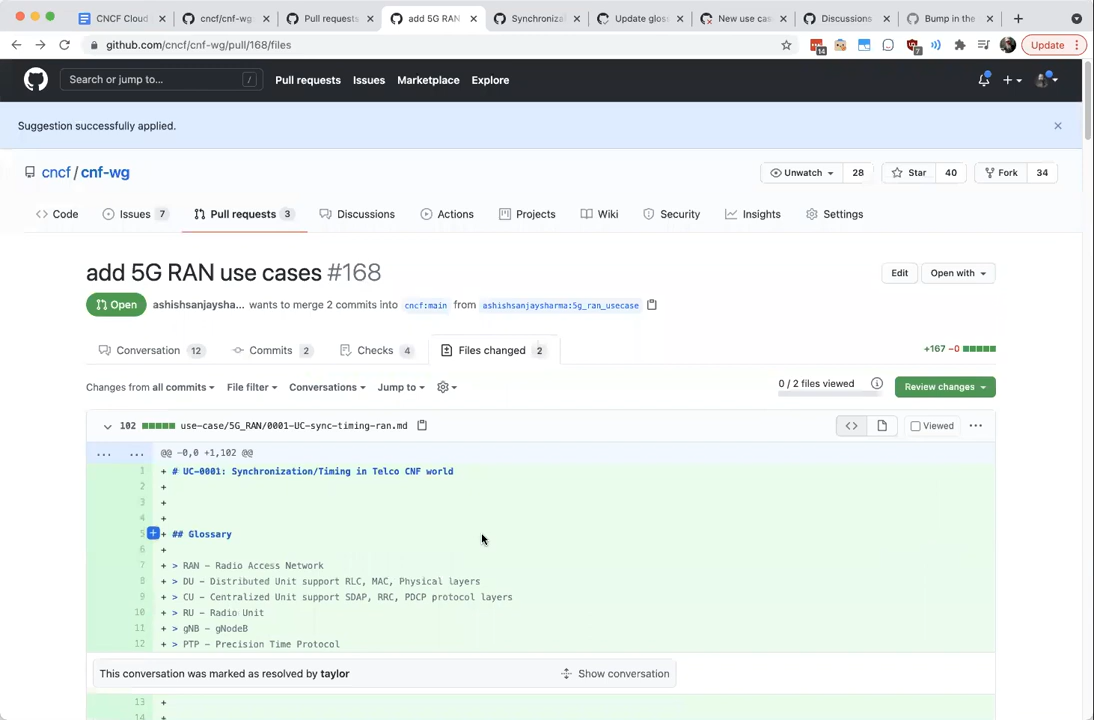 CNCF Cloud
cncf/cnf-wg
Pull requests
add 5G RAN
Synchroniza
Update glos
New use cas
Discussions
Bump in the
github.com/cncf/cnf-wg/pull/168/files
14
7
Update
Search or jump to...
/
Pull requests
Issues
Marketplace
Explore
Suggestion successfully applied.
cncf / cnf-wg
Unwatch 28
Star 40
Fork 34
Code
Issues 7
Pull requests 3
Discussions
Actions
Projects
Wiki
Security
Insights
Settings
add 5G RAN use cases #168
Edit
Open with
Open
ashishsanjaysha... wants to merge 2 commits into cncf:main from ashishsanjaysharma:5g_ran_usecase
Conversation 12
Commits 2
Checks 4
Files changed 2
+167 −0
Changes from all commits
File filter
Conversations
Jump to
0 / 2 files viewed
Review changes
102 use-case/5G_RAN/0001-UC-sync-timing-ran.md
Viewed
... ... @@ -0,0 +1,102 @@
1 + # UC-0001: Synchronization/Timing in Telco CNF world
2 +
3 +
4 +
5 + ## Glossary
6 +
7 + > RAN - Radio Access Network
8 + > DU - Distributed Unit support RLC, MAC, Physical layers
9 + > CU - Centralized Unit support SDAP, RRC, PDCP protocol layers
10 + > RU - Radio Unit
11 + > gNB - gNodeB
12 + > PTP - Precision Time Protocol
This conversation was marked as resolved by taylor
Show conversation
13 +
14 +